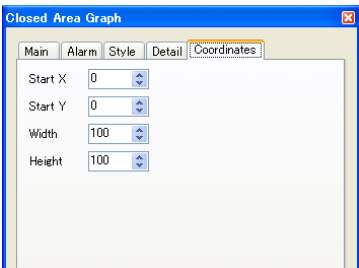 Closed Area Graph
Main Alarm Style Detail Coordinates
Start X 0
Start Y 0
Width 100
Height 100